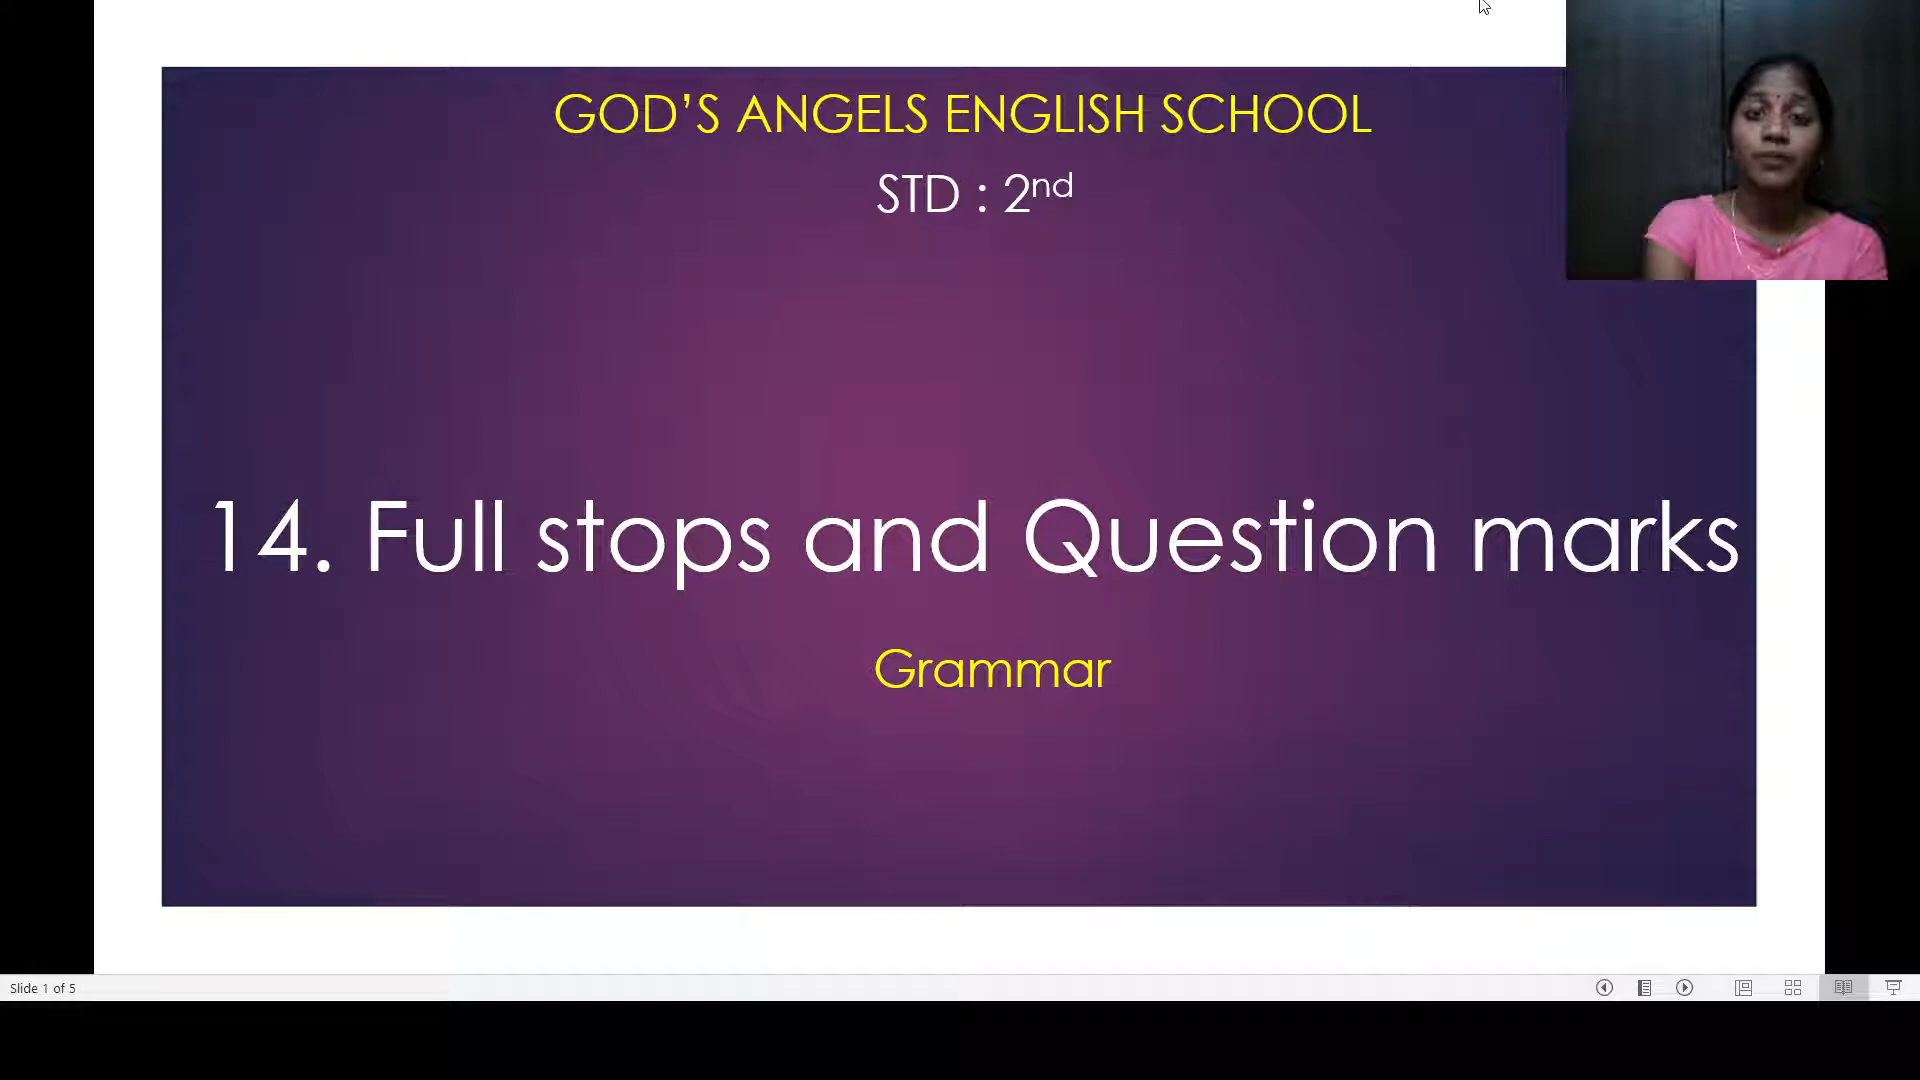 GOD’S ANGELS ENGLISH SCHOOL
STD : 2nd
14. Full stops and Question marks
Grammar
Slide 1 of 5